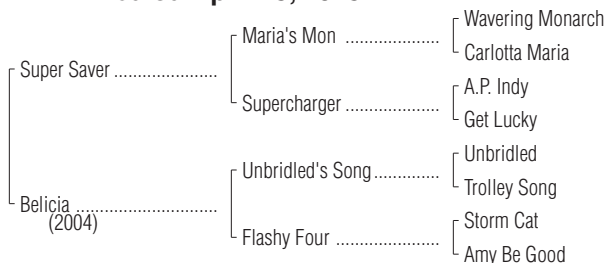 Wavering Monarch
Maria's Mon ..................
Carlotta Maria
Super Saver ....................
A.P. Indy
Supercharger ..................
Get Lucky
Unbridled
Unbridled's Song..............
Trolley Song
Belicia ...........................
(2004)
Storm Cat
Flashy Four ....................
Amy Be Good